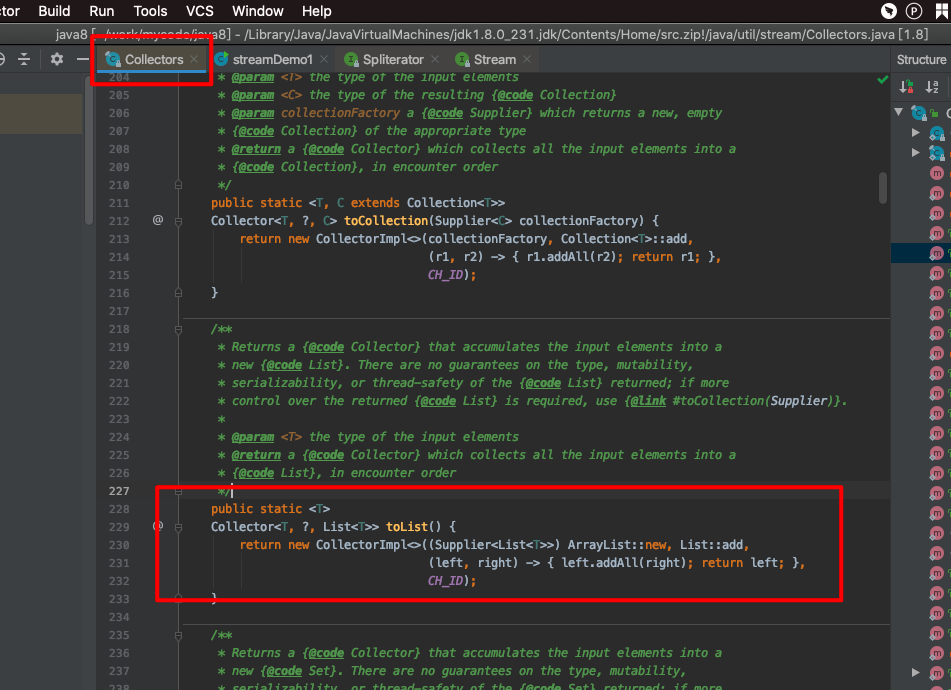 tor Build Run Tools VCS Window Help
java8 [~/work/mycode/java8] - /Library/Java/JavaVirtualMachines/jdk1.8.0_231.jdk/Contents/Home/src.zip!/java/util/stream/Collectors.java [1.8]
Collectors streamDemo1 Spliterator Stream Structure
204 * @param <T> the type of the input elements
205 * @param <C> the type of the resulting {@code Collection}
206 * @param collectionFactory a {@code Supplier} which returns a new, empty
207 * {@code Collection} of the appropriate type
208 * @return a {@code Collector} which collects all the input elements into a
209 * {@code Collection}, in encounter order
210 */
211 public static <T, C extends Collection<T>>
212 @ Collector<T, ?, C> toCollection(Supplier<C> collectionFactory) {
213 return new CollectorImpl<>(collectionFactory, Collection<T>::add,
214 (r1, r2) -> { r1.addAll(r2); return r1; },
215 CH_ID);
216 }
217
218 /**
219 * Returns a {@code Collector} that accumulates the input elements into a
220 * new {@code List}. There are no guarantees on the type, mutability,
221 * serializability, or thread-safety of the {@code List} returned; if more
222 * control over the returned {@code List} is required, use {@link #toCollection(Supplier)}.
223 *
224 * @param <T> the type of the input elements
225 * @return a {@code Collector} which collects all the input elements into a
226 * {@code List}, in encounter order
227 */
228 public static <T>
229 @ Collector<T, ?, List<T>> toList() {
230 return new CollectorImpl<>((Supplier<List<T>>) ArrayList::new, List::add,
231 (left, right) -> { left.addAll(right); return left; },
232 CH_ID);
233 }
234
235 /**
236 * Returns a {@code Collector} that accumulates the input elements into a
237 * new {@code Set}. There are no guarantees on the type, mutability,
238 * serializability, or thread-safety of the {@code Set} returned; if more